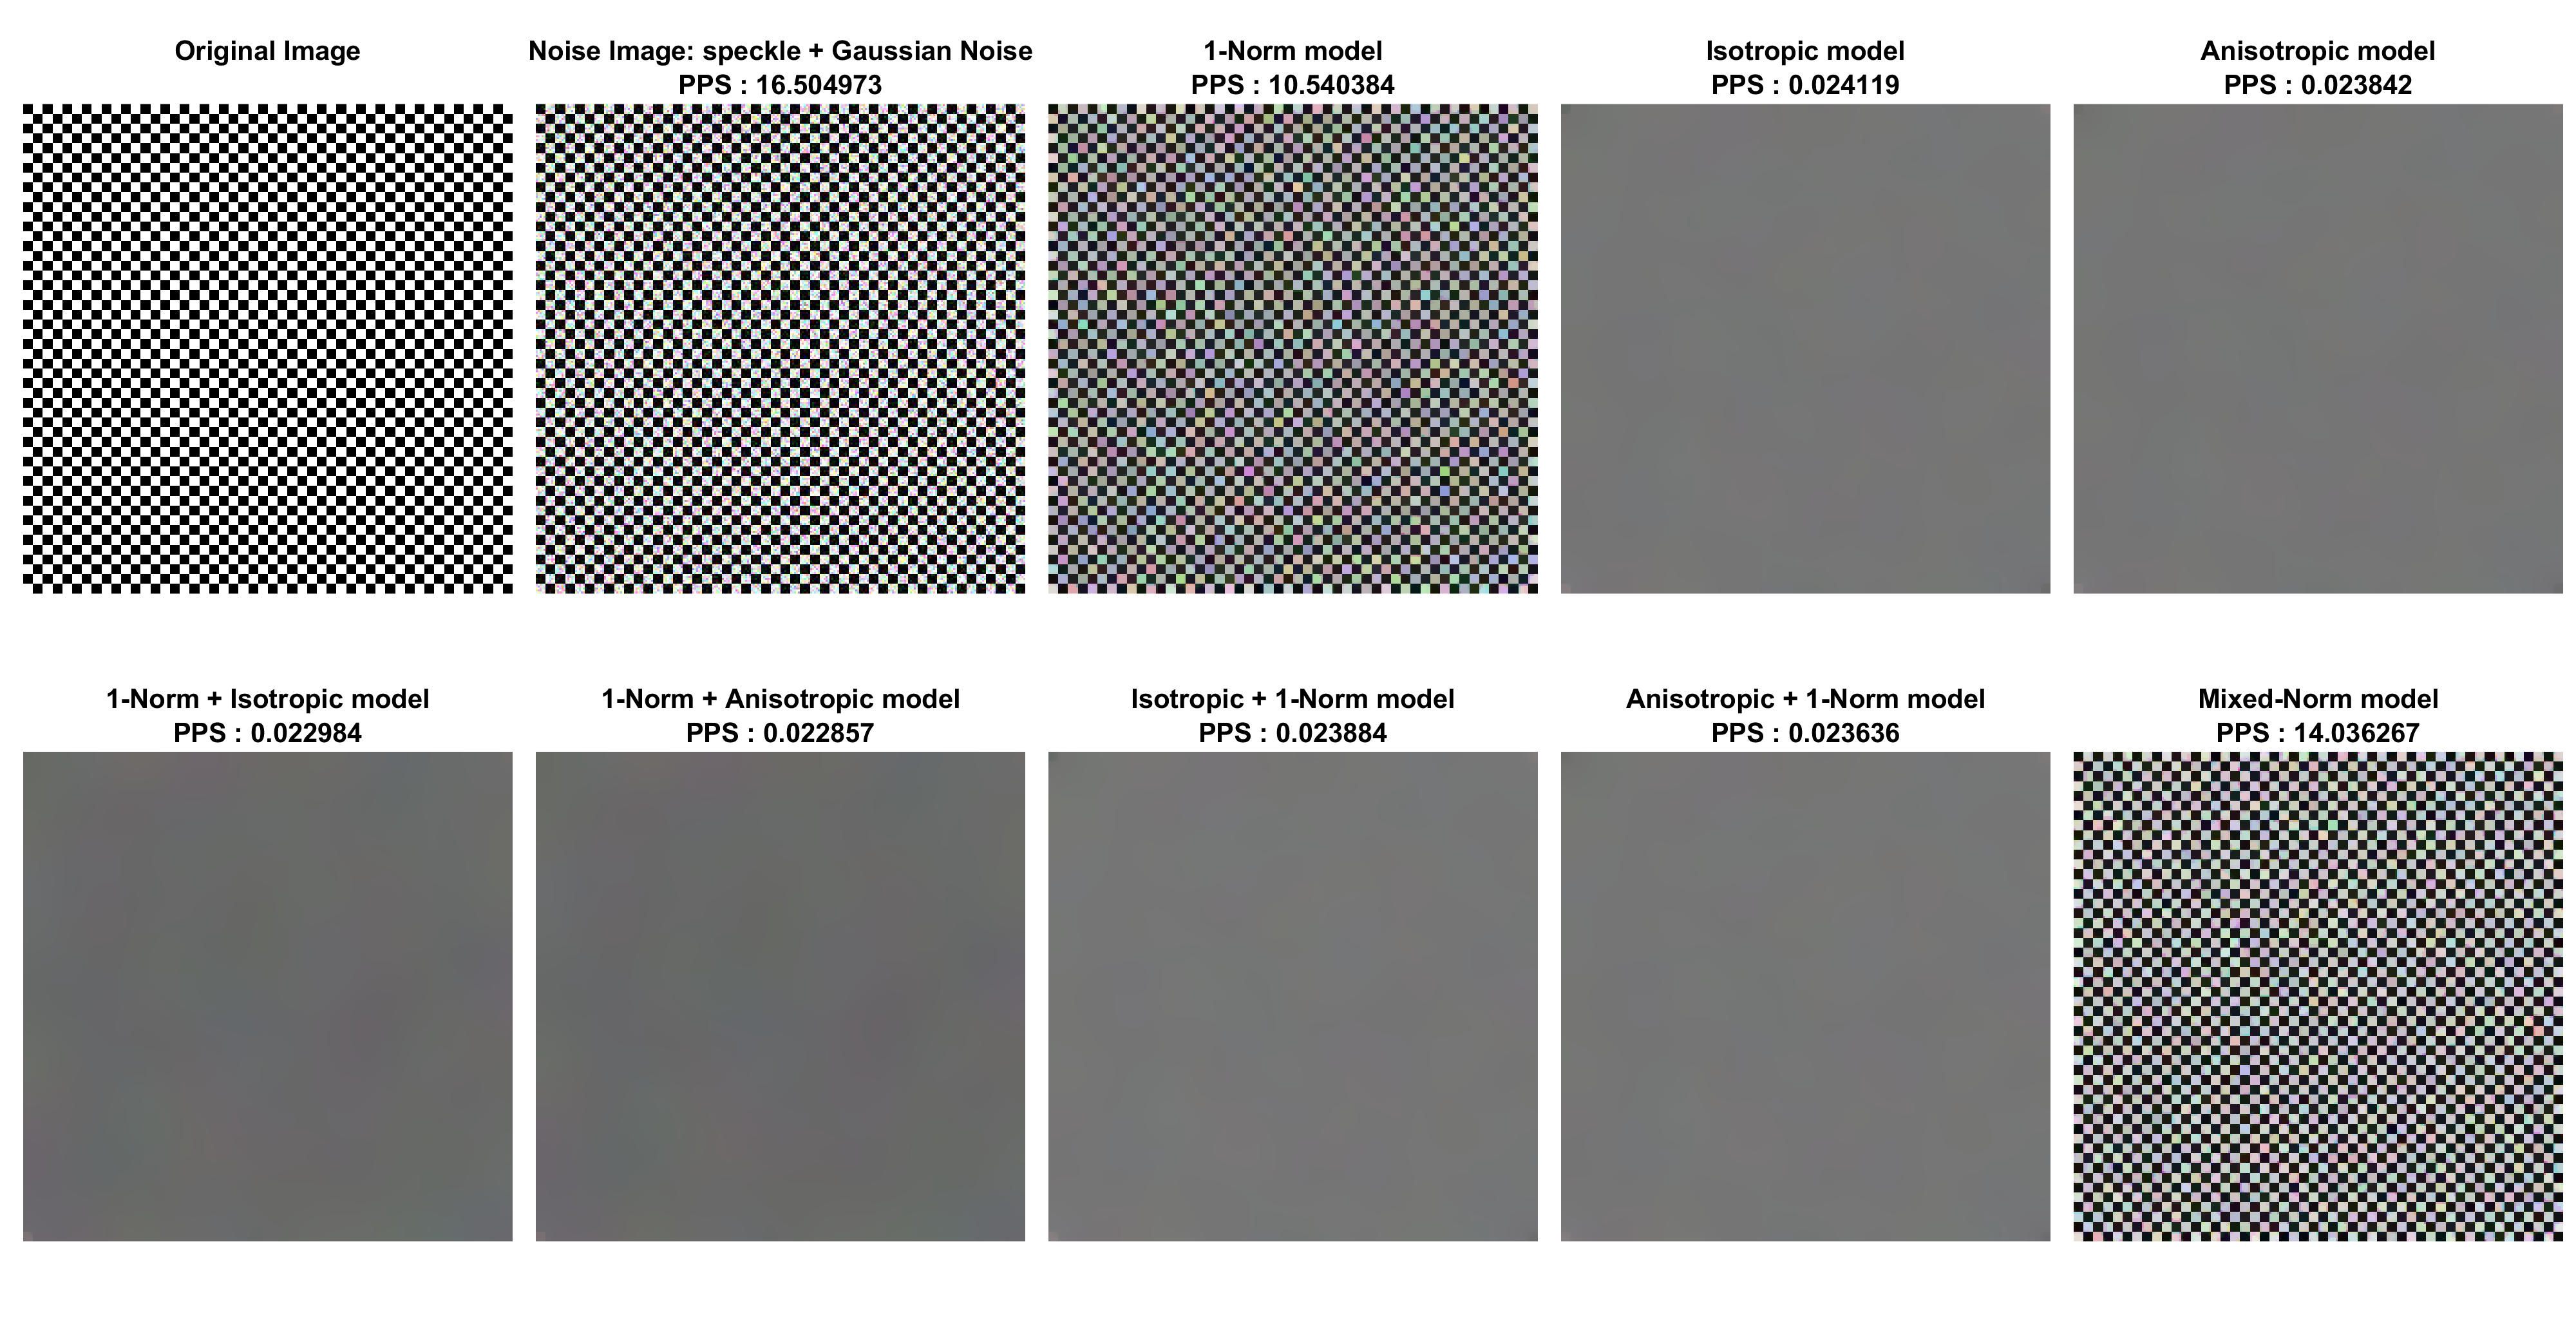 Original Image
Noise Image: speckle + Gaussian Noise
PPS : 16.504973
1-Norm model
PPS : 10.540384
Isotropic model
PPS : 0.024119
Anisotropic model
PPS : 0.023842
1-Norm + Isotropic model
PPS : 0.022984
1-Norm + Anisotropic model
PPS : 0.022857
Isotropic + 1-Norm model
PPS : 0.023884
Anisotropic + 1-Norm model
PPS : 0.023636
Mixed-Norm model
PPS : 14.036267